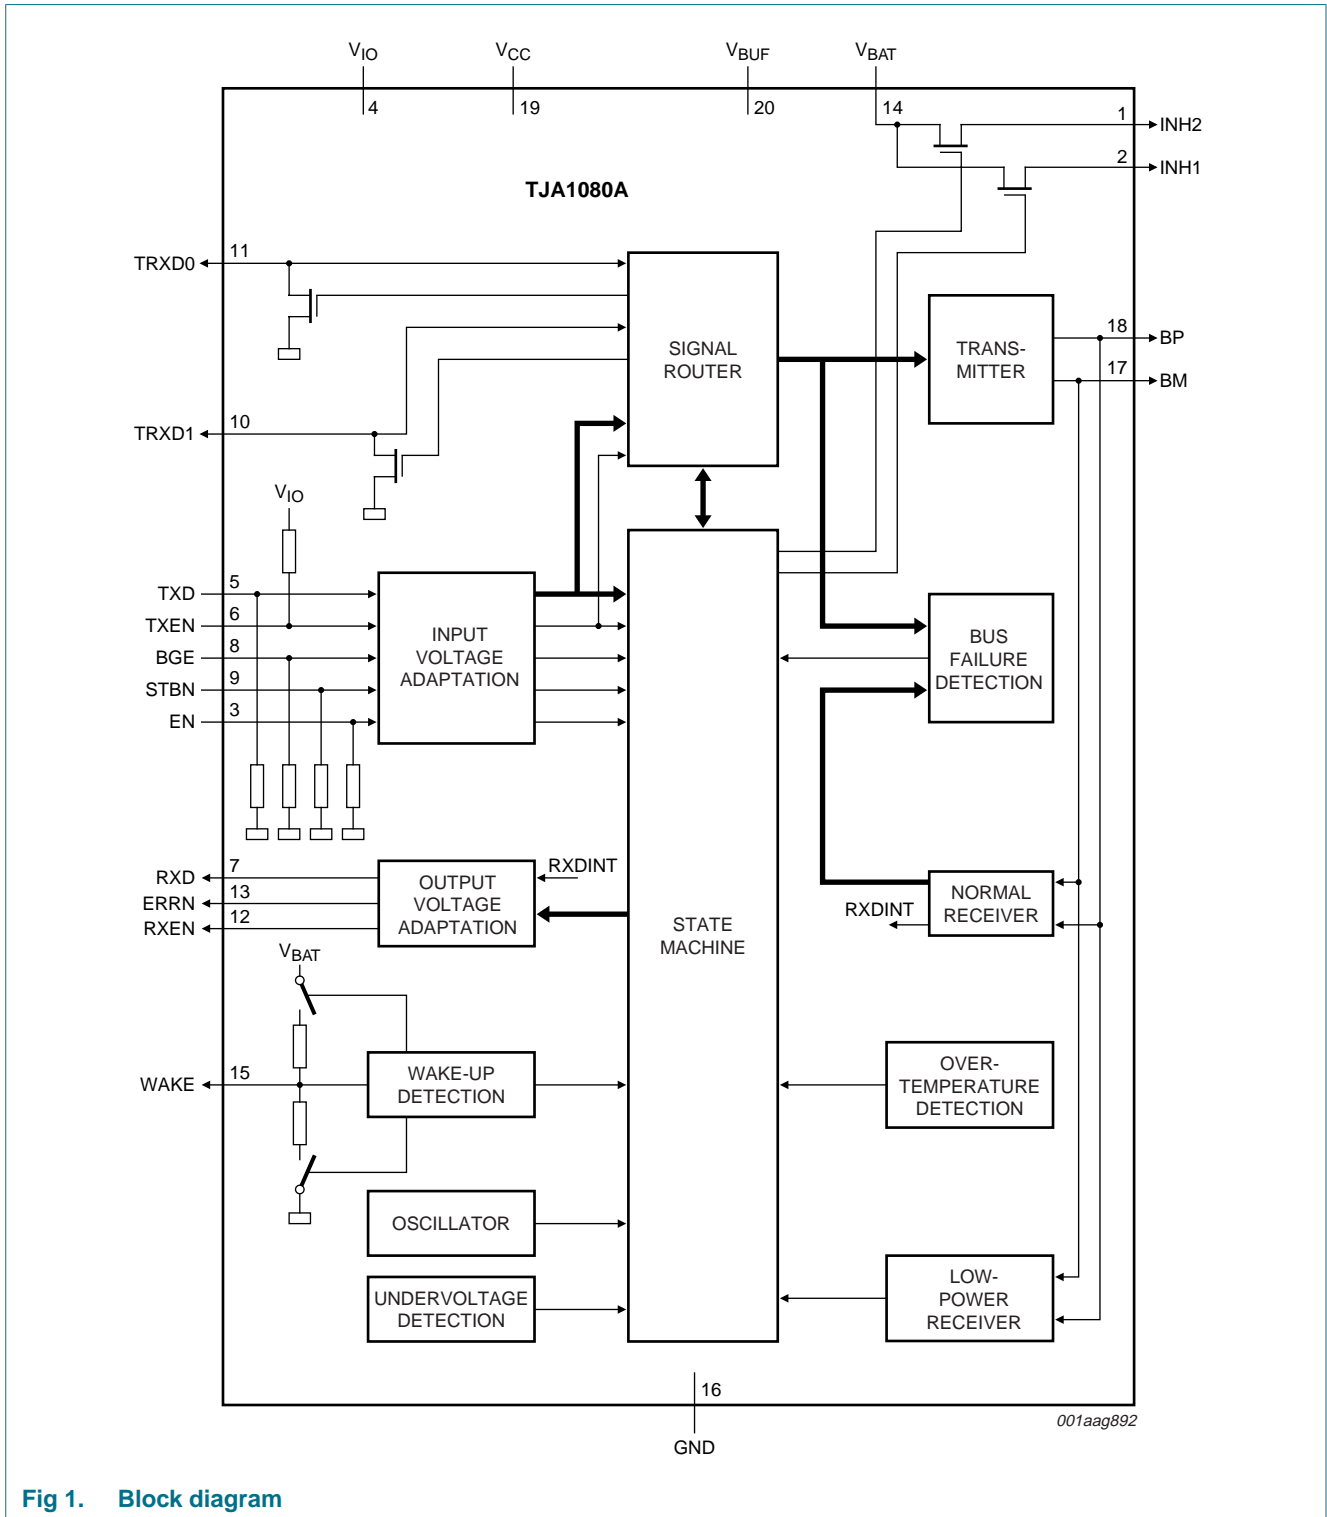 VIO
VCC
VBUF
VBAT
4
19
20
14
1
INH2
2
INH1
TJA1080A
TRXD0
11
SIGNAL
ROUTER
TRANS-
MITTER
18
BP
17
BM
TRXD1
10
VIO
TXD
5
TXEN
6
BGE
8
STBN
9
EN
3
INPUT
VOLTAGE
ADAPTATION
BUS
FAILURE
DETECTION
RXD
7
ERRN
13
RXEN
12
OUTPUT
VOLTAGE
ADAPTATION
RXDINT
STATE
MACHINE
RXDINT
NORMAL
RECEIVER
VBAT
WAKE
15
WAKE-UP
DETECTION
OVER-
TEMPERATURE
DETECTION
OSCILLATOR
UNDERVOLTAGE
DETECTION
LOW-
POWER
RECEIVER
16
GND
001aag892
Fig 1. Block diagram